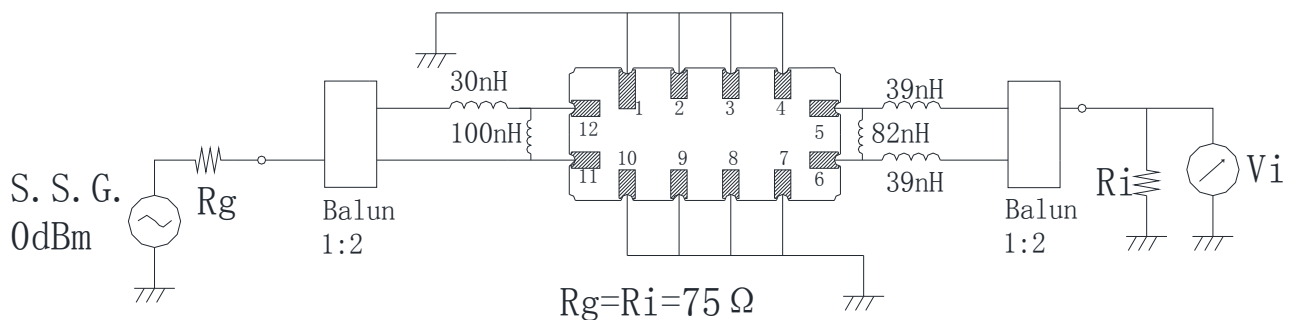 30nH
100nH
12
11
1
2
3
4
10
9
8
7
5
6
39nH
82nH
39nH
S.S.G.
0dBm
Rg
Balun
1:2
Balun
1:2
Ri
Vi
Rg=Ri=75Ω